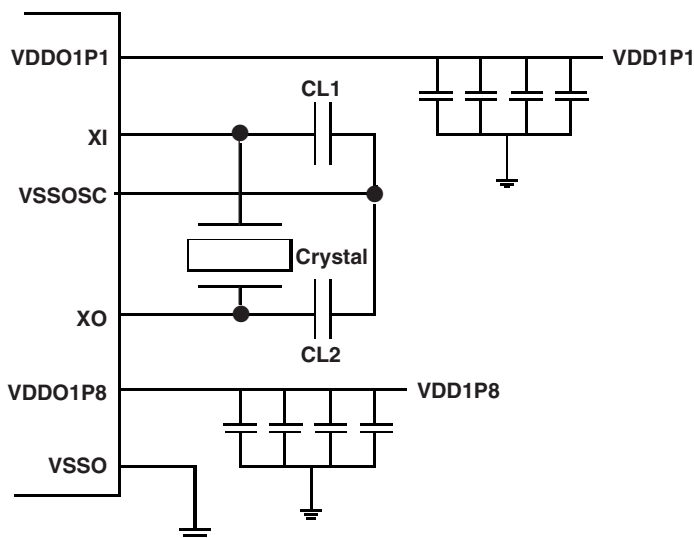 VDDO1P1
VDD1P1
CL1
XI
VSSOSC
Crystal
XO
CL2
VDDO1P8
VDD1P8
VSSO